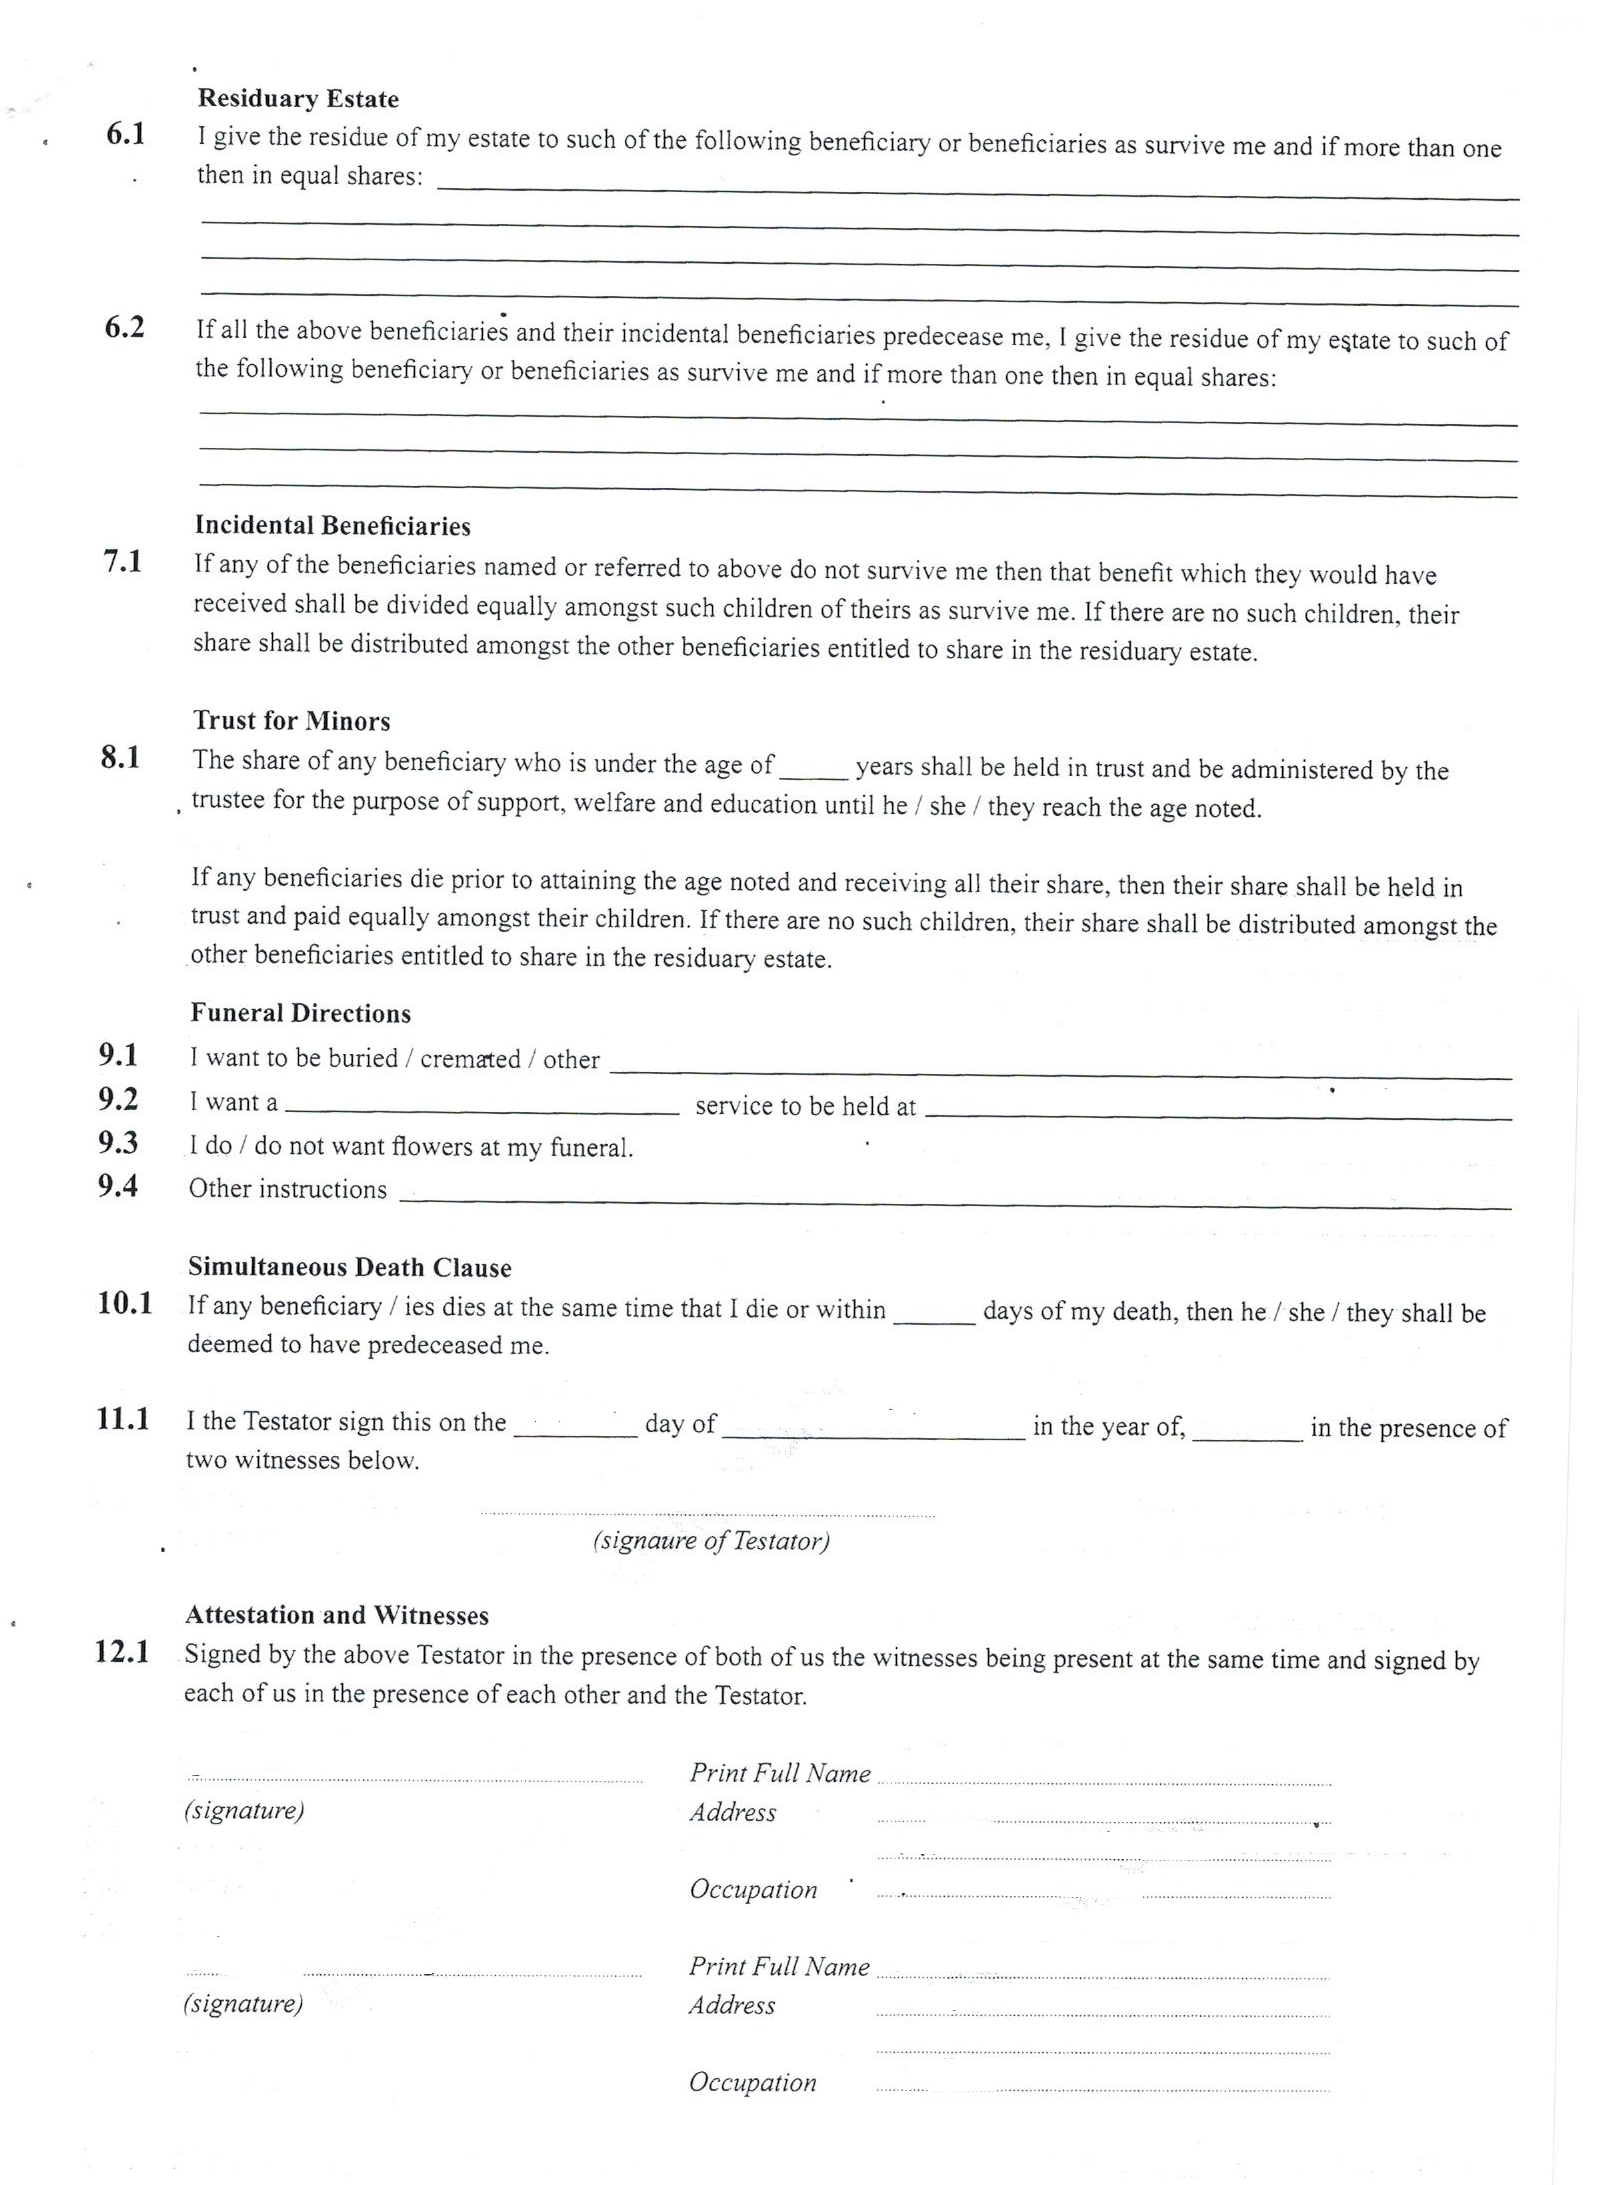 Residuary Estate
6.1 I give the residue of my estate to such of the following beneficiary or beneficiaries as survive me and if more than one
then in equal shares:
6.2 If all the above beneficiaries and their incidental beneficiaries predecease me, I give the residue of my estate to such of
the following beneficiary or beneficiaries as survive me and if more than one then in equal shares:
Incidental Beneficiaries
7.1 If any of the beneficiaries named or referred to above do not survive me then that benefit which they would have
received shall be divided equally amongst such children of theirs as survive me. If there are no such children, their
share shall be distributed amongst the other beneficiaries entitled to share in the residuary estate.
Trust for Minors
8.1 The share of any beneficiary who is under the age of _____ years shall be held in trust and be administered by the
trustee for the purpose of support, welfare and education until he / she / they reach the age noted.
If any beneficiaries die prior to attaining the age noted and receiving all their share, then their share shall be held in
trust and paid equally amongst their children. If there are no such children, their share shall be distributed amongst the
other beneficiaries entitled to share in the residuary estate.
Funeral Directions
9.1 I want to be buried / cremated / other
9.2 I want a _____ service to be held at
9.3 I do / do not want flowers at my funeral.
9.4 Other instructions
Simultaneous Death Clause
10.1 If any beneficiary / ies dies at the same time that I die or within _____ days of my death, then he / she / they shall be
deemed to have predeceased me.
11.1 I the Testator sign this on the _____ day of _____ in the year of, _____ in the presence of
two witnesses below.
(signaure of Testator)
Attestation and Witnesses
12.1 Signed by the above Testator in the presence of both of us the witnesses being present at the same time and signed by
each of us in the presence of each other and the Testator.
Print Full Name
(signature) Address
Occupation
Print Full Name
(signature) Address
Occupation